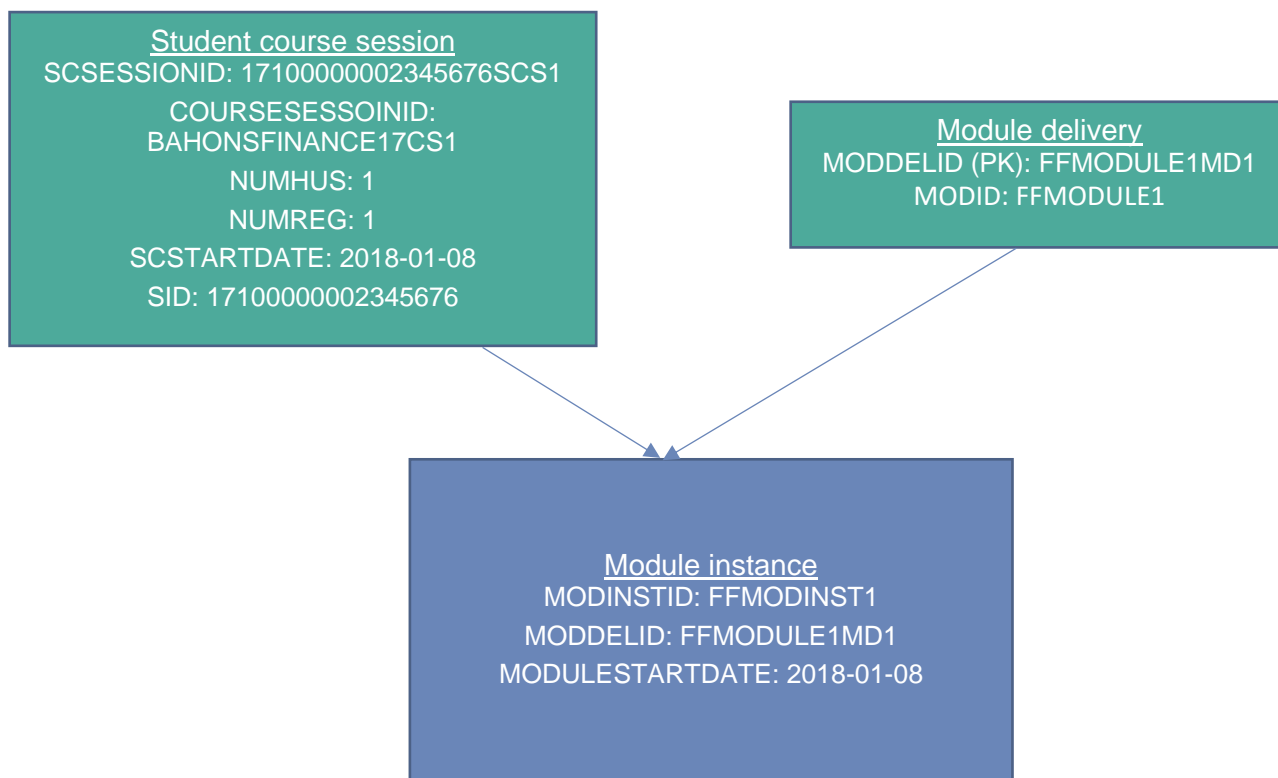 Student course session
SCSESSIONID: 17100000002345676SCS1
COURSESESSOINID:
BAHONSFINANCE17CS1
NUMHUS: 1
NUMREG: 1
SCSTARTDATE: 2018-01-08
SID: 17100000002345676
Module delivery
MODDELID (PK): FFMODULE1MD1
MODID: FFMODULE1
Module instance
MODINSTID: FFMODINST1
MODDELID: FFMODULE1MD1
MODULESTARTDATE: 2018-01-08